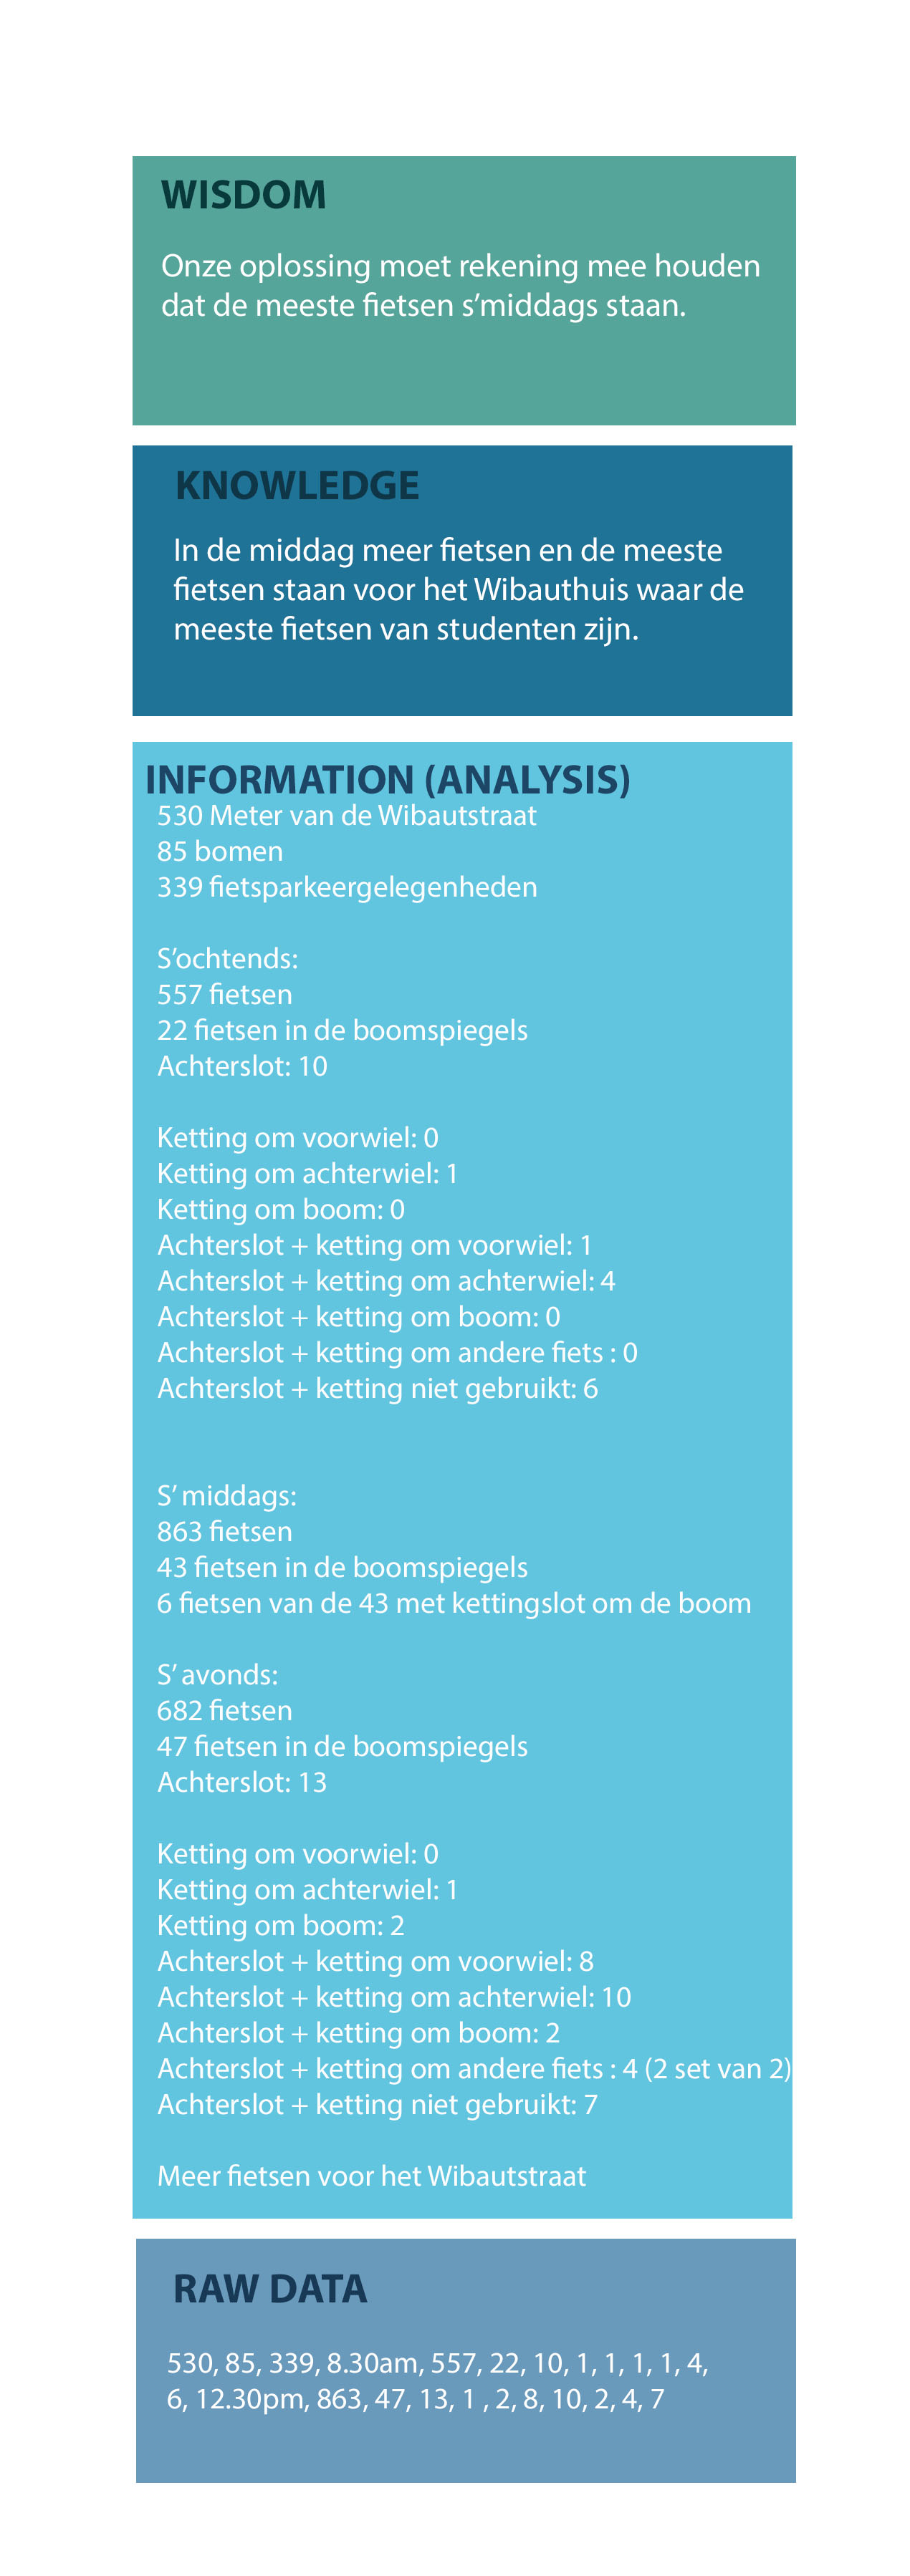 WISDOM
Onze oplossing moet rekening mee houden
dat de meeste fietsen s’middags staan.
KNOWLEDGE
In de middag meer fietsen en de meeste
fietsen staan voor het Wibauthuis waar de
meeste fietsen van studenten zijn.
INFORMATION (ANALYSIS)
530 Meter van de Wibautstraat
85 bomen
339 fietsparkeergelegenheden
S’ochtends:
557 fietsen
22 fietsen in de boomspiegels
Achterslot: 10
Ketting om voorwiel: 0
Ketting om achterwiel: 1
Ketting om boom: 0
Achterslot + ketting om voorwiel: 1
Achterslot + ketting om achterwiel: 4
Achterslot + ketting om boom: 0
Achterslot + ketting om andere fiets : 0
Achterslot + ketting niet gebruikt: 6
S’ middags:
863 fietsen
43 fietsen in de boomspiegels
6 fietsen van de 43 met kettingslot om de boom
S’ avonds:
682 fietsen
47 fietsen in de boomspiegels
Achterslot: 13
Ketting om voorwiel: 0
Ketting om achterwiel: 1
Ketting om boom: 2
Achterslot + ketting om voorwiel: 8
Achterslot + ketting om achterwiel: 10
Achterslot + ketting om boom: 2
Achterslot + ketting om andere fiets : 4 (2 set van 2)
Achterslot + ketting niet gebruikt: 7
Meer fietsen voor het Wibautstraat
RAW DATA
530, 85, 339, 8.30am, 557, 22, 10, 1, 1, 1, 1, 4,
6, 12.30pm, 863, 47, 13, 1 , 2, 8, 10, 2, 4, 7